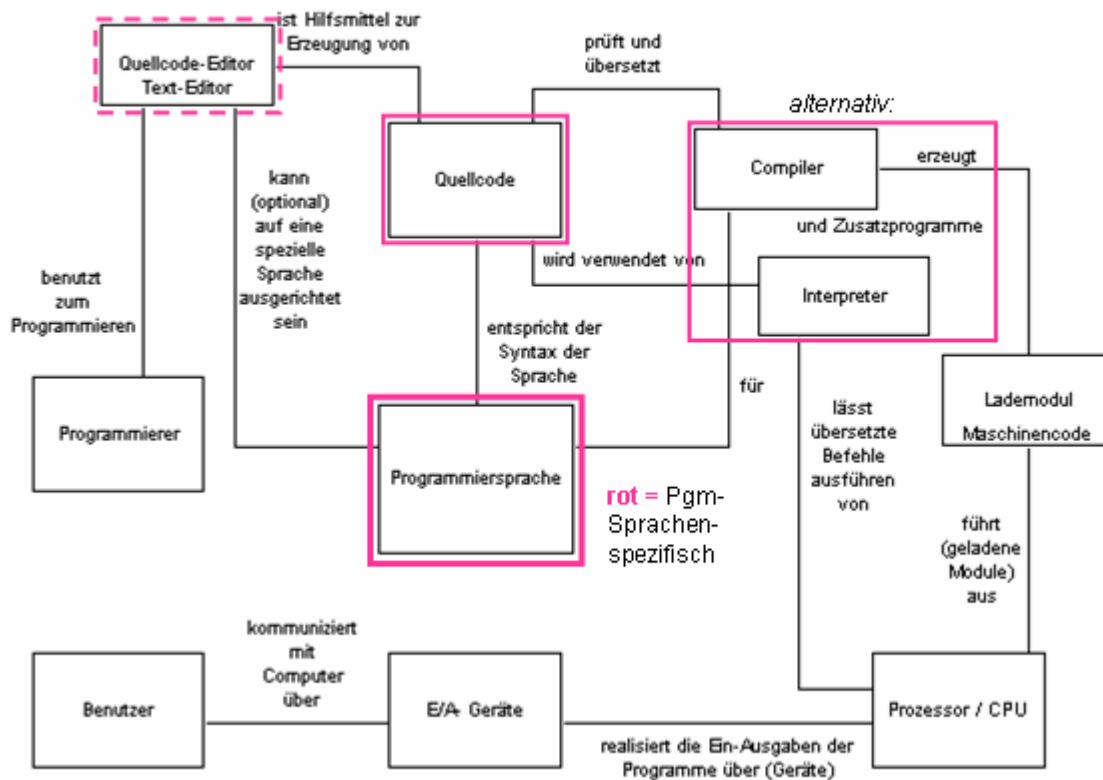 ist Hilfsmittel zur
Erzeugung von
Quellcode-Editor
Text-Editor
prüft und
übersetzt
alternativ:
Quellcode
Compiler
erzeugt
kann
(optional)
auf eine
spezielle
Sprache
ausgerichtet
sein
und Zusatzprogramme
wird verwendet von
Interpreter
benutzt
zum
Programmieren
entspricht der
Syntax der
Sprache
für
Programmierer
lässt
übersetzte
Befehle
ausführen
von
Lademodul
Maschinencode
Programmiersprache
rot = Pgm-
Sprachen-
spezifisch
führt
(geladene
Module)
aus
kommuniziert
mit
Computer
über
Benutzer
E/A- Geräte
Prozessor / CPU
realisiert die Ein-Ausgaben der
Programme über (Geräte)